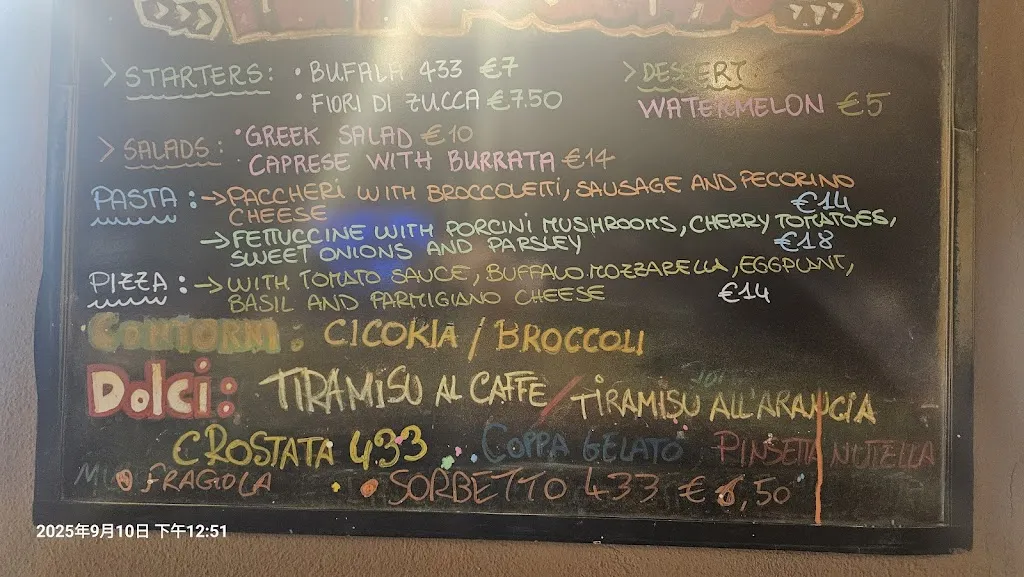 > STARTERS: • BUFALA 433 €7
• FIORI DI ZUCCA €7.50
> DESSERT
WATERMELON €5
> SALADS: • GREEK SALAD €10
CAPRESE WITH BURRATA €14
PASTA: → PACCHERI WITH BROCCOLETTI, SAUSAGE AND PECORINO
CHEESE €14
→ FETTUCCINE WITH PORCINI MUSHROOMS, CHERRY TOMATOES,
SWEET ONIONS AND PARSLEY €18
PIZZA: → WITH TOMATO SAUCE, BUFFALO MOZZARELLA, EGGPLANT,
BASIL AND PARMIGIANO CHEESE €14
CONTORNI: CICORIA / BROCCOLI
DOLCI: TIRAMISU AL CAFFE / TIRAMISU ALL'ARANCIA
CROSTATA 433 COPPA GELATO PINSETTA NUTELLA
FRAGOLA SORBETTO 433 € 6,50
2025年9月10日 下午12:51